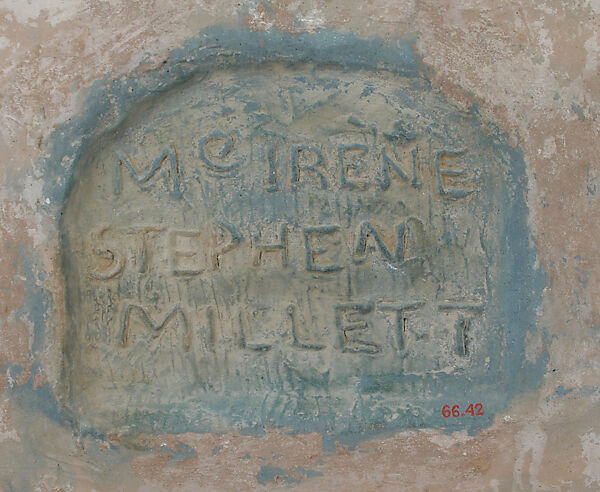 Mc IRENE
STEPHEN
MILLETT
66.42